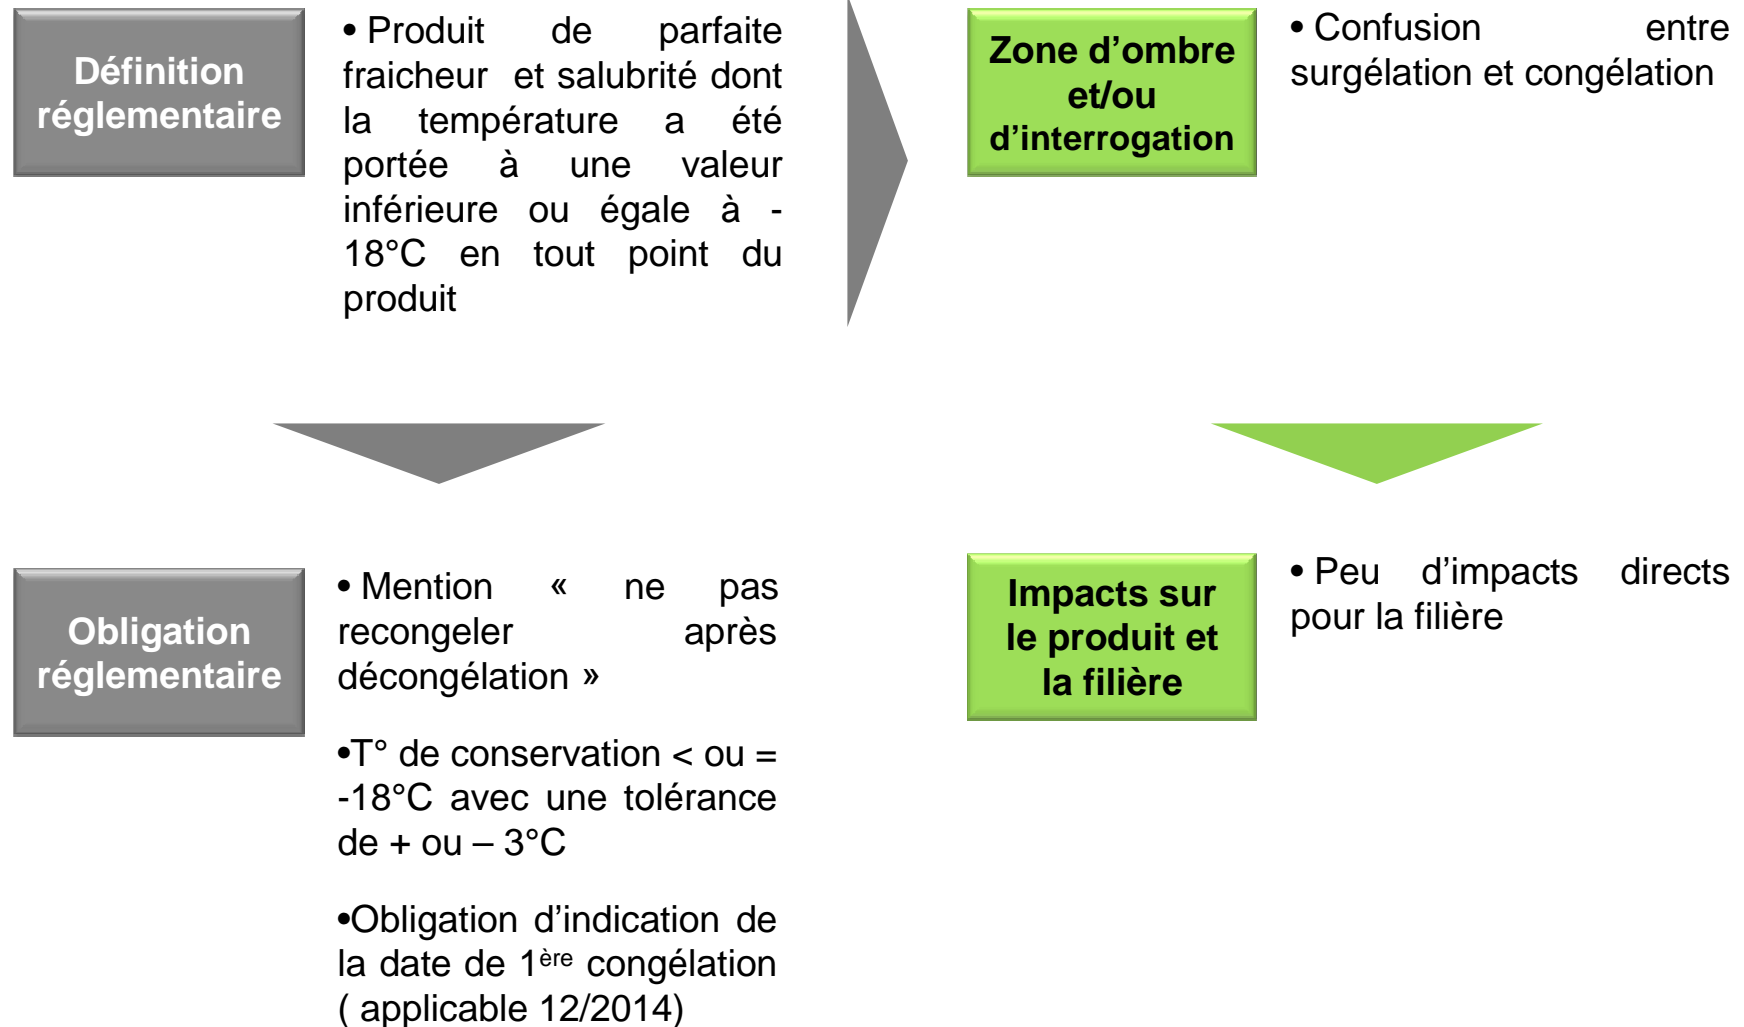 Définition
réglementaire
• Produit de parfaite
fraicheur et salubrité dont
la température a été
portée à une valeur
inférieure ou égale à -
18°C en tout point du
produit
Zone d’ombre
et/ou
d’interrogation
• Confusion entre
surgélation et congélation
Obligation
réglementaire
• Mention « ne pas
recongeler après
décongélation »
•T° de conservation < ou =
-18°C avec une tolérance
de + ou – 3°C
•Obligation d’indication de
la date de 1ère congélation
( applicable 12/2014)
Impacts sur
le produit et
la filière
• Peu d’impacts directs
pour la filière